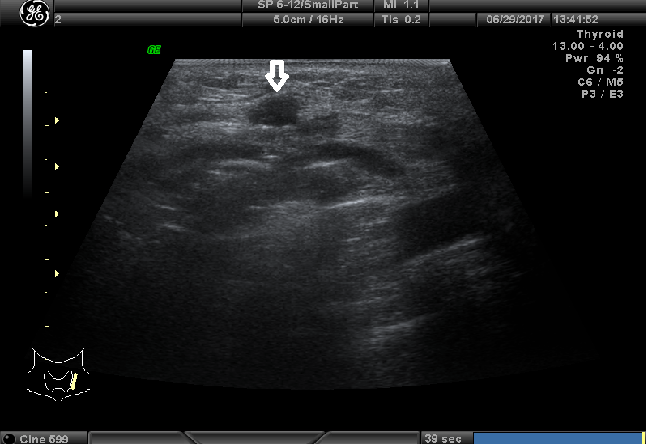 SP 6-12/SmallPart MI 1.1
2 6.0cm / 16Hz TIs 0.2 06/29/2017 13:41:52
Thyroid
13.00 - 4.00
Pwr 94 %
Gn -2
C6 / M5
P3 / E3
GE
Cine 599 39 sec